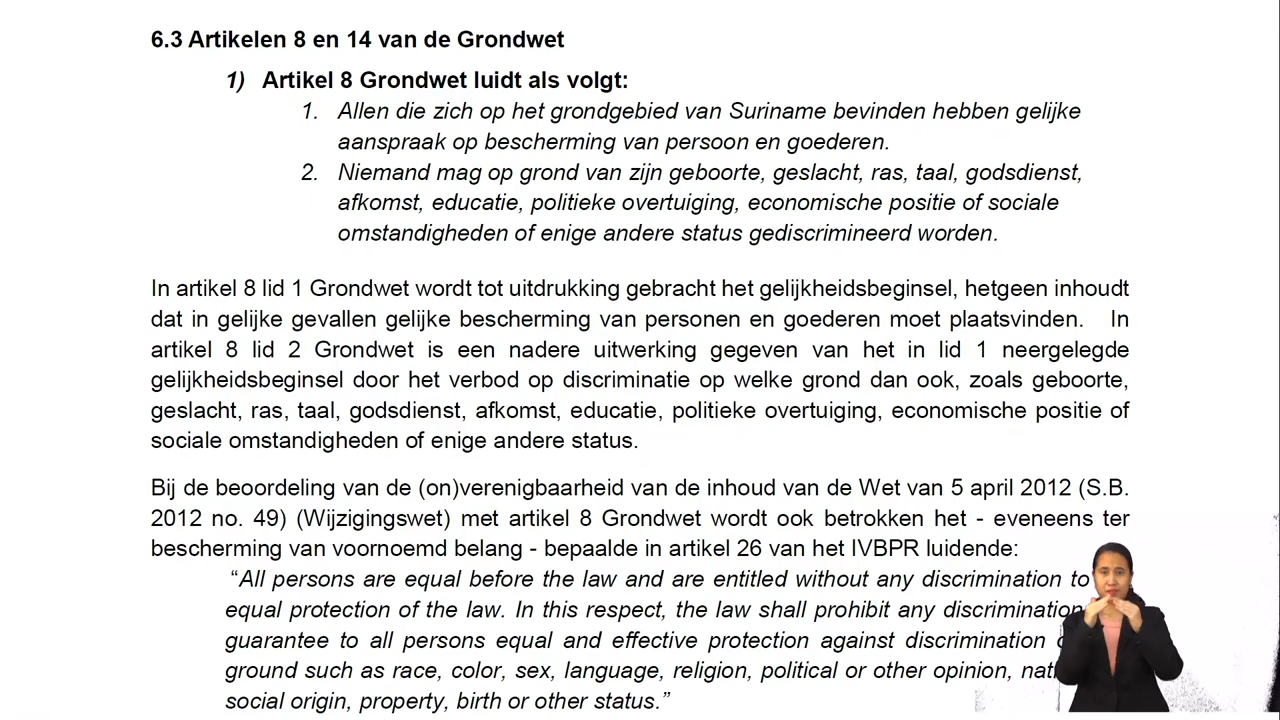 6.3 Artikelen 8 en 14 van de Grondwet
1) Artikel 8 Grondwet luidt als volgt:
1. Allen die zich op het grondgebied van Suriname bevinden hebben gelijke
aanspraak op bescherming van persoon en goederen.
2. Niemand mag op grond van zijn geboorte, geslacht, ras, taal, godsdienst,
afkomst, educatie, politieke overtuiging, economische positie of sociale
omstandigheden of enige andere status gediscrimineerd worden.
In artikel 8 lid 1 Grondwet wordt tot uitdrukking gebracht het gelijkheidsbeginsel, hetgeen inhoudt
dat in gelijke gevallen gelijke bescherming van personen en goederen moet plaatsvinden. In
artikel 8 lid 2 Grondwet is een nadere uitwerking gegeven van het in lid 1 neergelegde
gelijkheidsbeginsel door het verbod op discriminatie op welke grond dan ook, zoals geboorte,
geslacht, ras, taal, godsdienst, afkomst, educatie, politieke overtuiging, economische positie of
sociale omstandigheden of enige andere status.
Bij de beoordeling van de (on)verenigbaarheid van de inhoud van de Wet van 5 april 2012 (S.B.
2012 no. 49) (Wijzigingswet) met artikel 8 Grondwet wordt ook betrokken het - eveneens ter
bescherming van voornoemd belang - bepaalde in artikel 26 van het IVBPR luidende:
“All persons are equal before the law and are entitled without any discrimination to
equal protection of the law. In this respect, the law shall prohibit any discrimination
guarantee to all persons equal and effective protection against discrimination
ground such as race, color, sex, language, religion, political or other opinion,
social origin, property, birth or other status.”